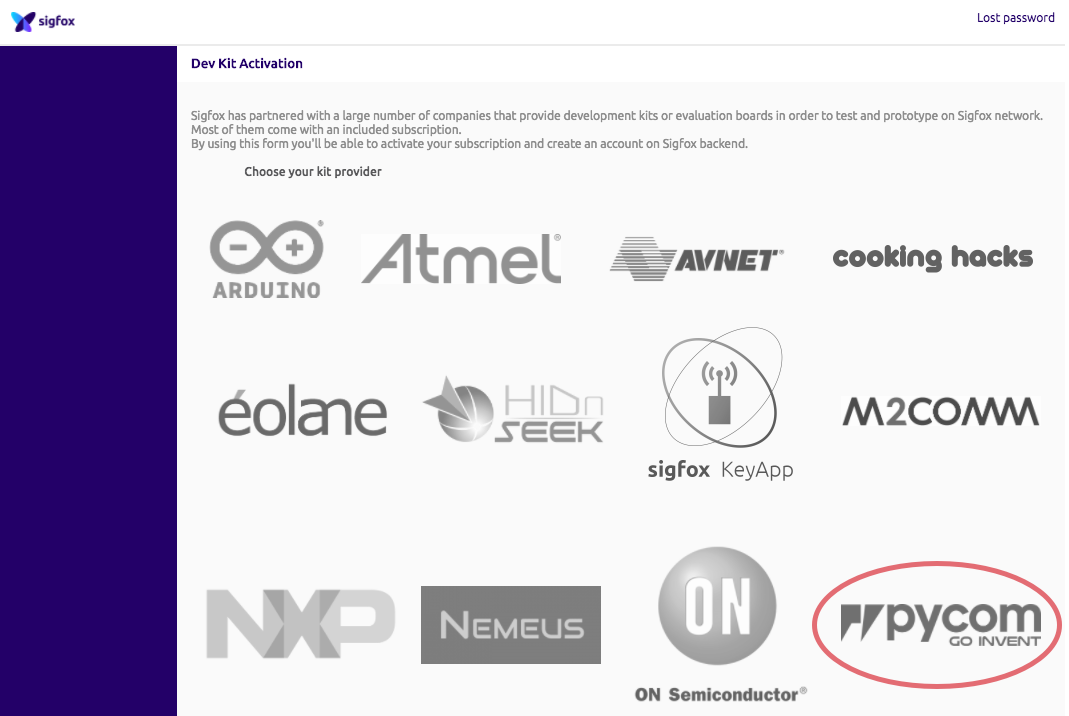 sigfox
Lost password
Dev Kit Activation
Sigfox has partnered with a large number of companies that provide development kits or evaluation boards in order to test and prototype on Sigfox network.
Most of them come with an included subscription.
By using this form you'll be able to activate your subscription and create an account on Sigfox backend.
Choose your kit provider
ARDUINO®
Atmel®
AVNET®
cooking hacks
éolane
HIDn
SEEK
sigfox KeyApp
M2COMM
NXP
NEMEUS
ON
ON Semiconductor®
pycom
GO INVENT